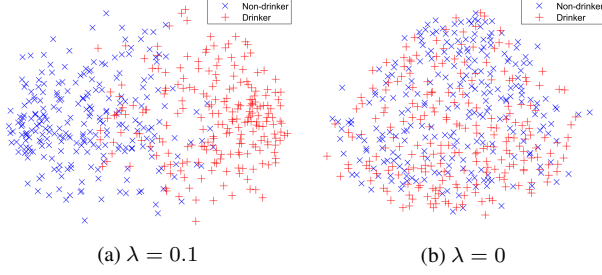 Non-drinker
Drinker
Non-drinker
Drinker
(a) λ = 0.1
(b) λ = 0